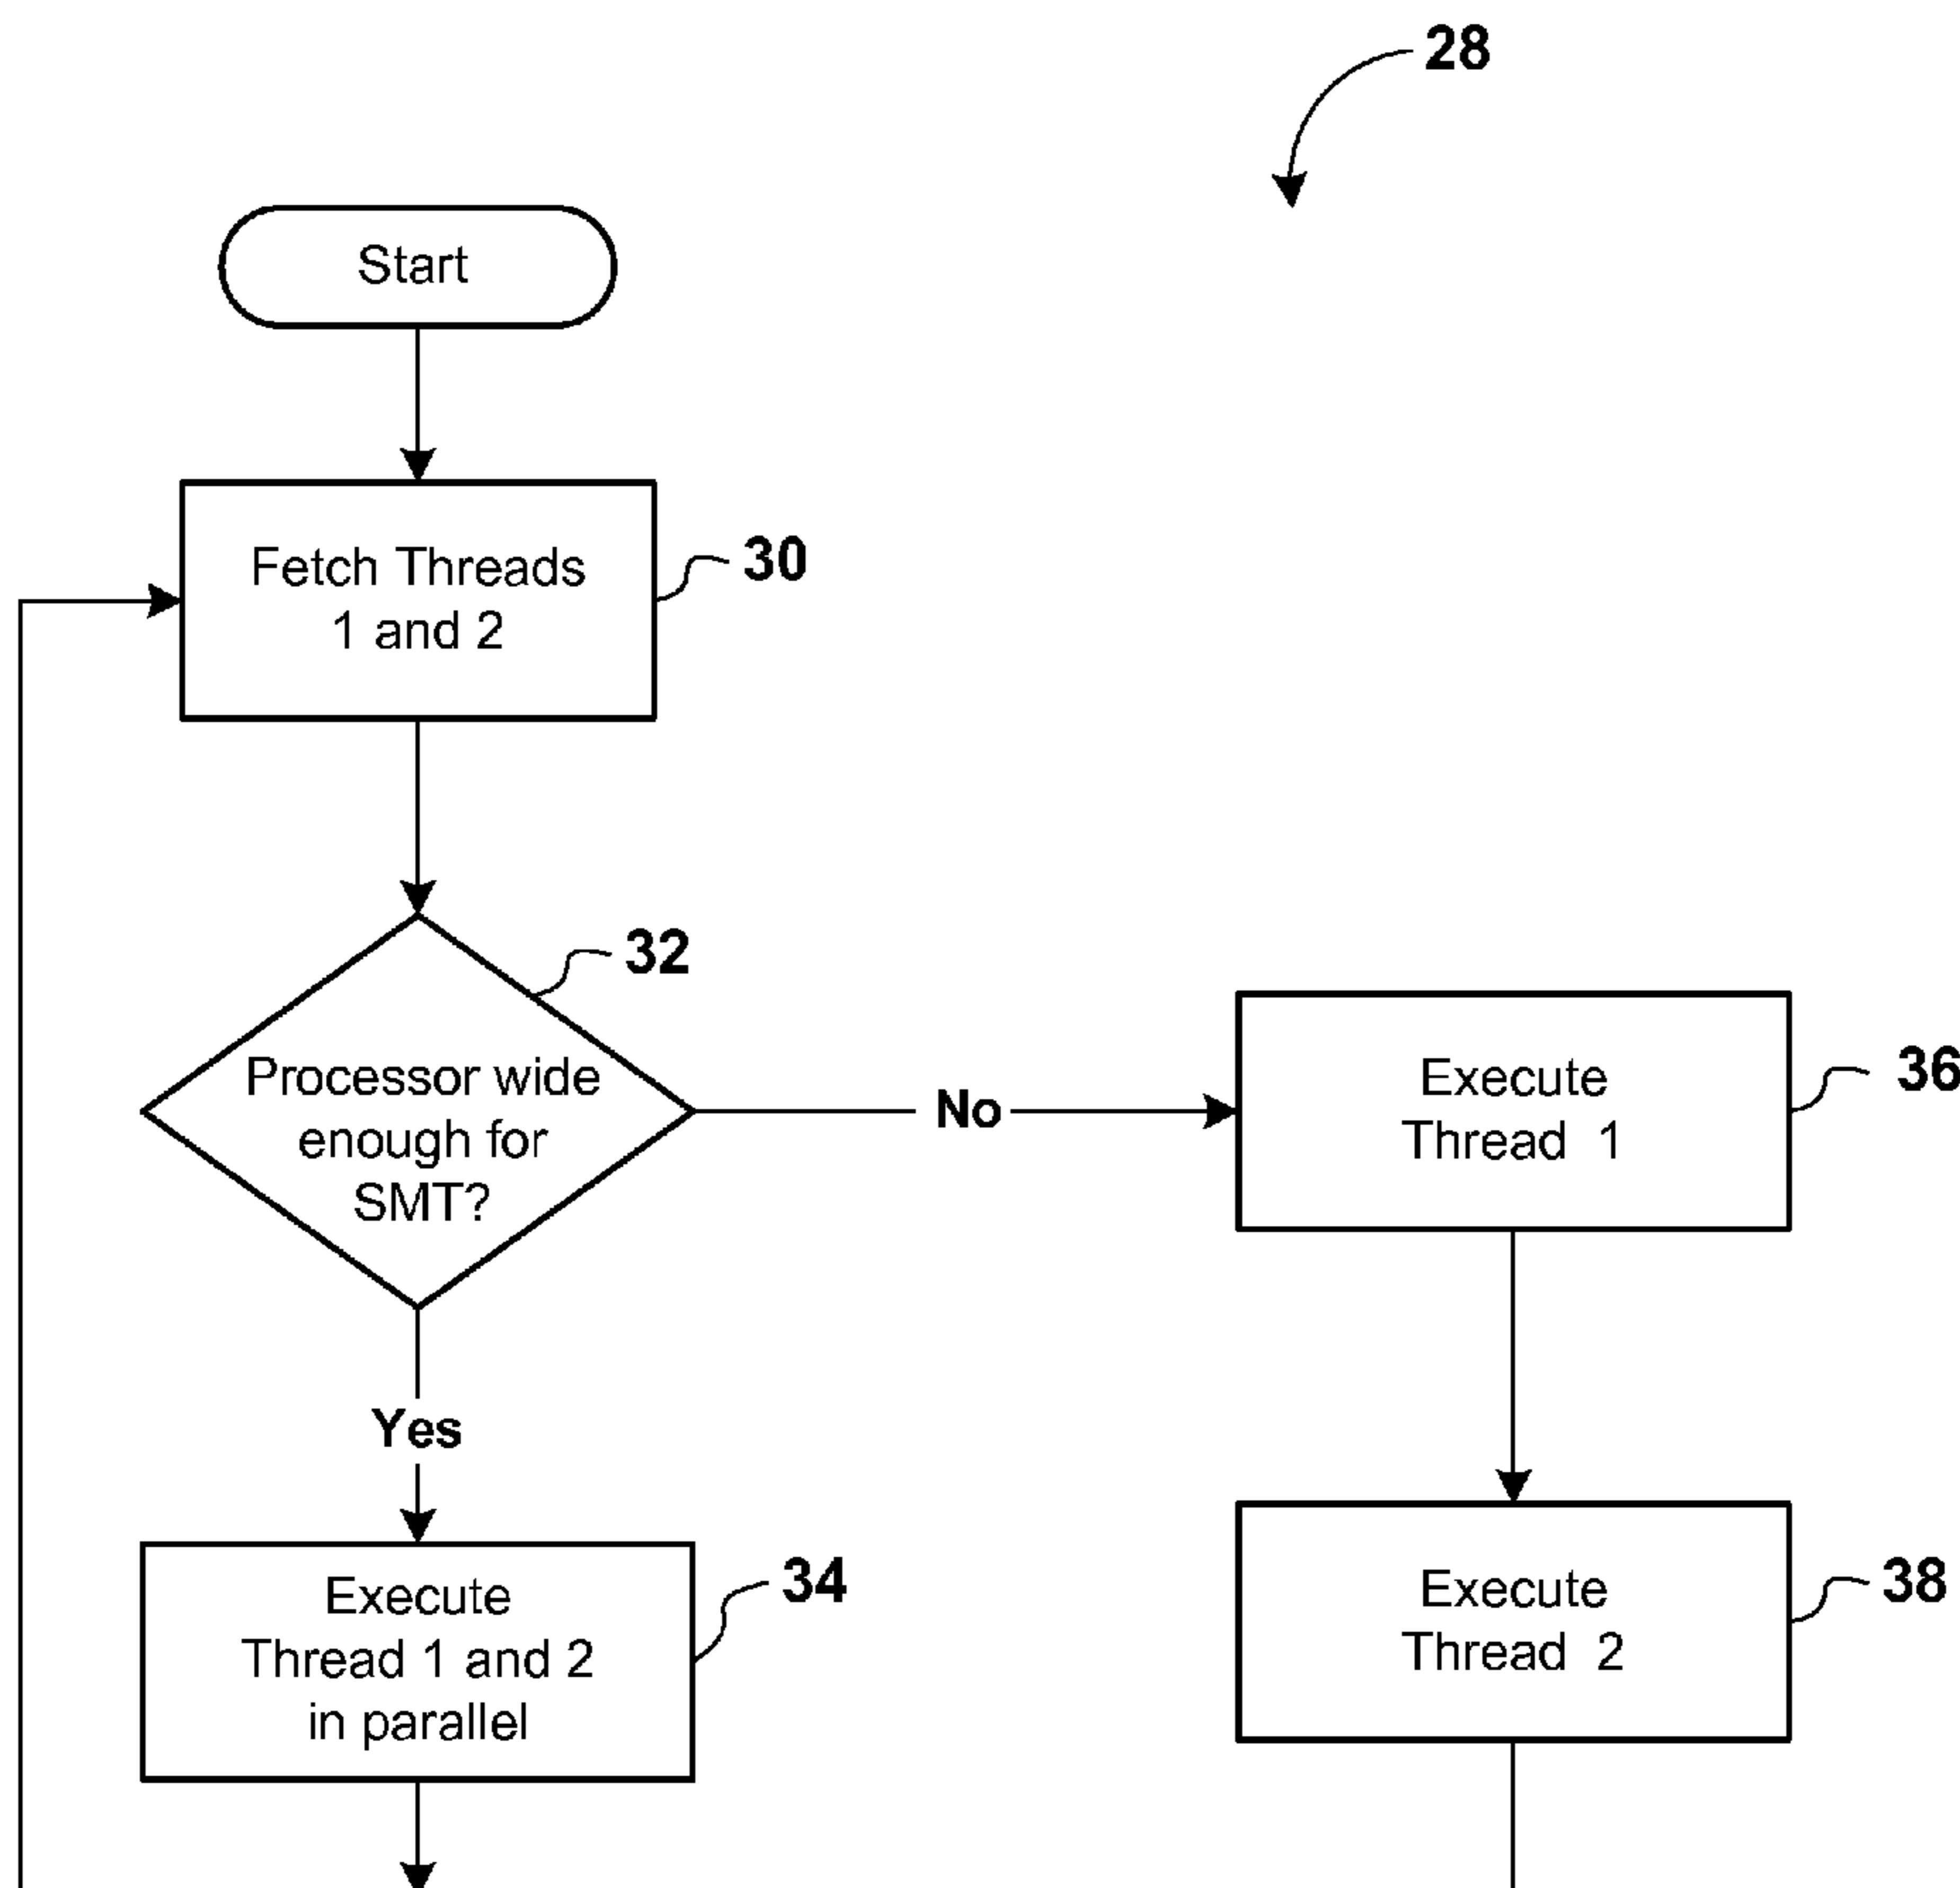 28
Start
Fetch Threads
1 and 2
30
32
Processor wide
enough for
SMT?
No
Execute
Thread 1
36
Yes
Execute
Thread 1 and 2
in parallel
34
Execute
Thread 2
38